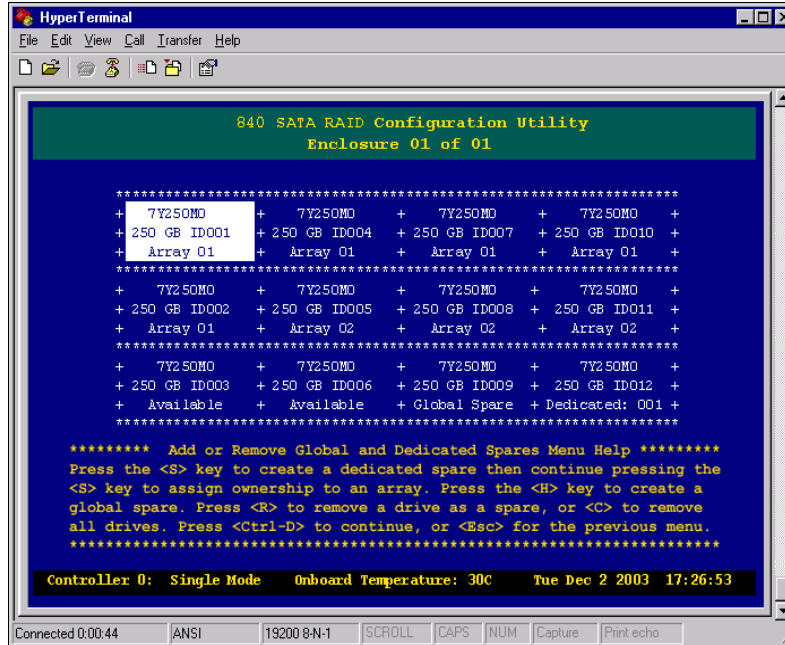 HyperTerminal
File Edit View Call Transfer Help
840 SATA RAID Configuration Utility
Enclosure 01 of 01
********************************************************************
+ 7Y250M0 + 7Y250M0 + 7Y250M0 + 7Y250M0 +
+ 250 GB ID001 + 250 GB ID004 + 250 GB ID007 + 250 GB ID010 +
+ Array 01 + Array 01 + Array 01 + Array 01 +
********************************************************************
+ 7Y250M0 + 7Y250M0 + 7Y250M0 + 7Y250M0 +
+ 250 GB ID002 + 250 GB ID005 + 250 GB ID008 + 250 GB ID011 +
+ Array 01 + Array 02 + Array 02 + Array 02 +
********************************************************************
+ 7Y250M0 + 7Y250M0 + 7Y250M0 + 7Y250M0 +
+ 250 GB ID003 + 250 GB ID006 + 250 GB ID009 + 250 GB ID012 +
+ Available + Available + Global Spare + Dedicated: 001 +
********************************************************************
********* Add or Remove Global and Dedicated Spares Menu Help *********
Press the <S> key to create a dedicated spare then continue pressing the
<S> key to assign ownership to an array. Press the <H> key to create a
global spare. Press <R> to remove a drive as a spare, or <C> to remove
all drives. Press <Ctrl-D> to continue, or <Esc> for the previous menu.
***********************************************************************
Controller 0: Single Mode Onboard Temperature: 30C Tue Dec 2 2003 17:26:53
Connected 0:00:44 ANSI 19200 8-N-1 SCROLL CAPS NUM Capture Print echo